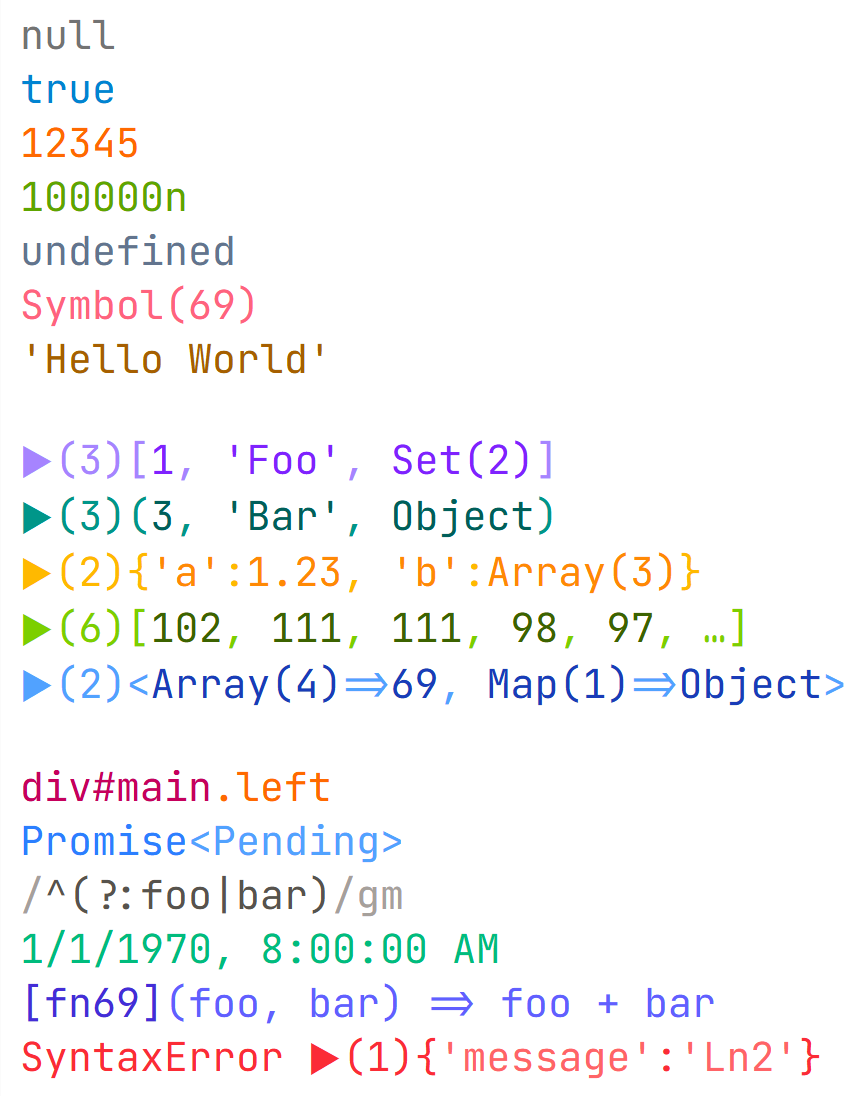 null
true
12345
100000n
undefined
Symbol(69)
'Hello World'
▶(3)[1, 'Foo', Set(2)]
▶(3)(3, 'Bar', Object)
▶(2){'a':1.23, 'b':Array(3)}
▶(6)[102, 111, 111, 98, 97, …]
▶(2)<Array(4)=>69, Map(1)=>Object>
div#main.left
Promise<Pending>
/^(?:foo|bar)/gm
1/1/1970, 8:00:00 AM
[fn69](foo, bar) => foo + bar
SyntaxError ▶(1){'message':'Ln2'}